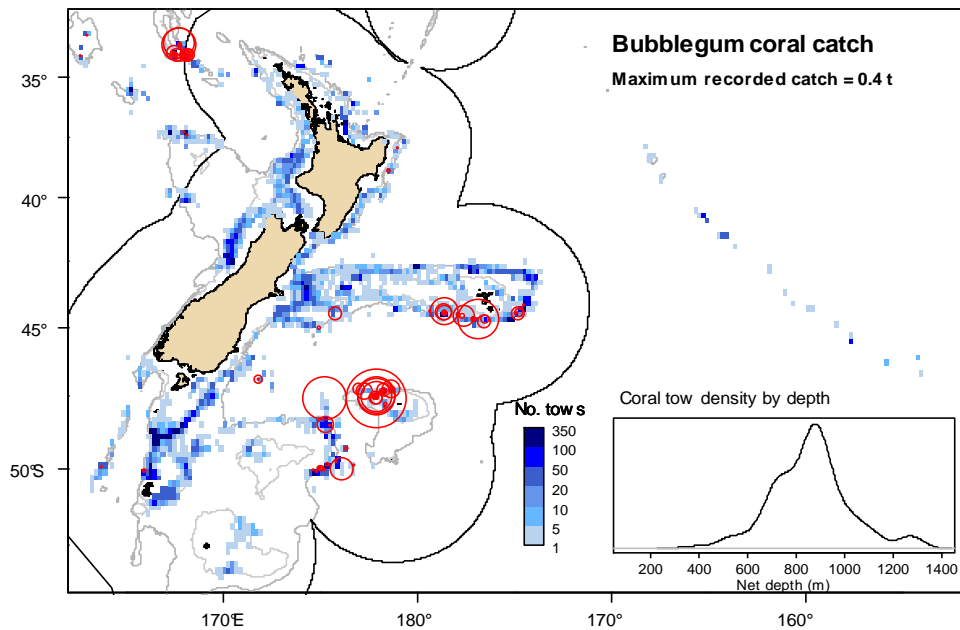 Bubblegum coral catch
Maximum recorded catch = 0.4 t
35°
40°
45°
50°S
No. tows
350
100
50
20
10
5
1
Coral tow density by depth
200 400 600 800 1000 1400
Net depth (m)
170°E 180° 170° 160°